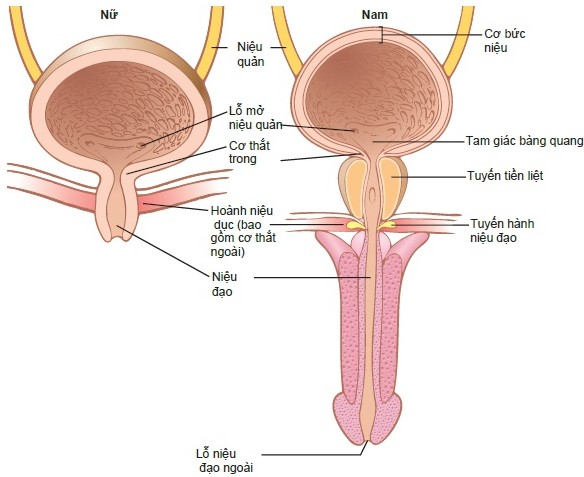 Nữ
Nam
Niệu
quản
Cơ bức
niệu
Lỗ mở
niệu quản
Cơ thắt
trong
Tam giác bàng quang
Tuyến tiền liệt
Hoành niệu
dục (bao
gồm cơ thắt
ngoài)
Tuyến hành
niệu đạo
Niệu
đạo
Lỗ niệu
đạo ngoài